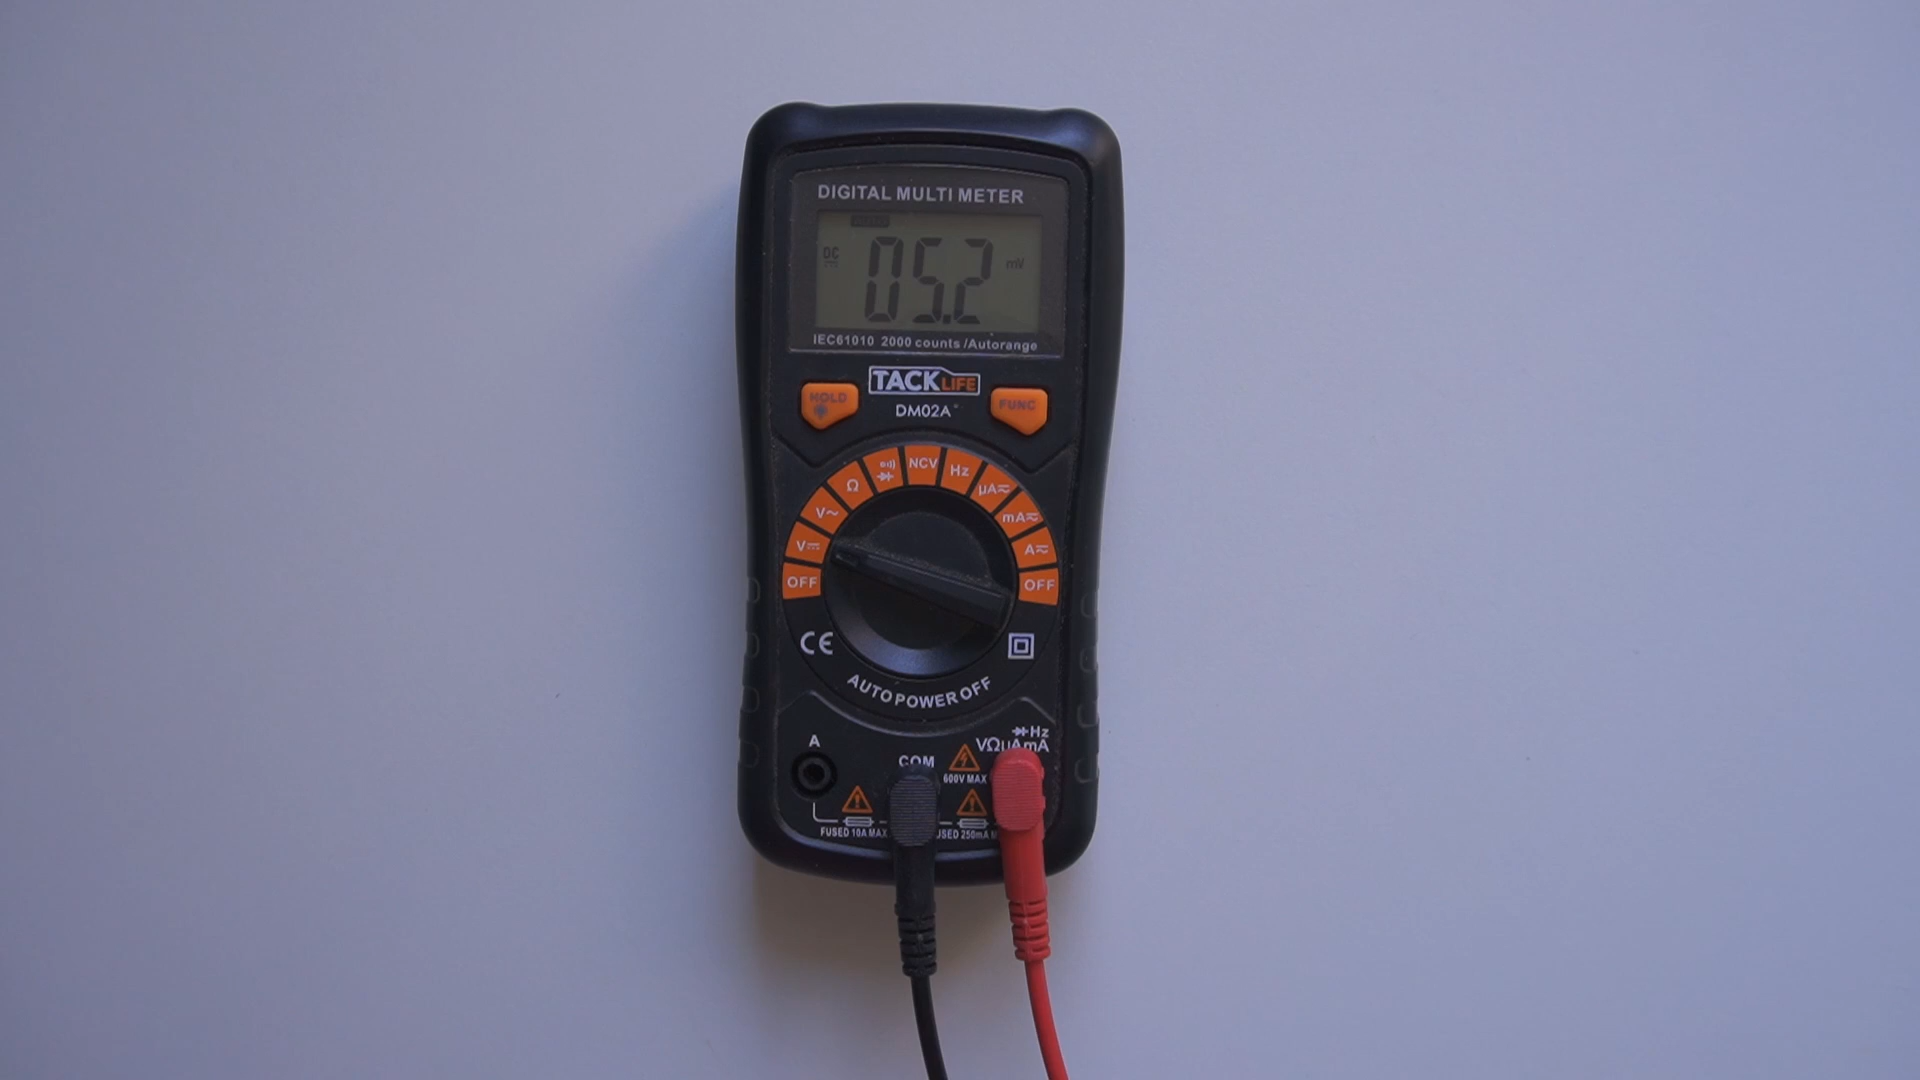 DIGITAL MULTI METER
DC 05.2 mV
IEC61010 2000 counts /Autorange
TACKLIFE
HOLD
DM02A
FUNC
OFF V V~ Ω NCV Hz μA mA A OFF
CE
AUTO POWER OFF
Hz
A
VΩμAmA
COM
600V MAX
FUSED 10A MAX
250mA